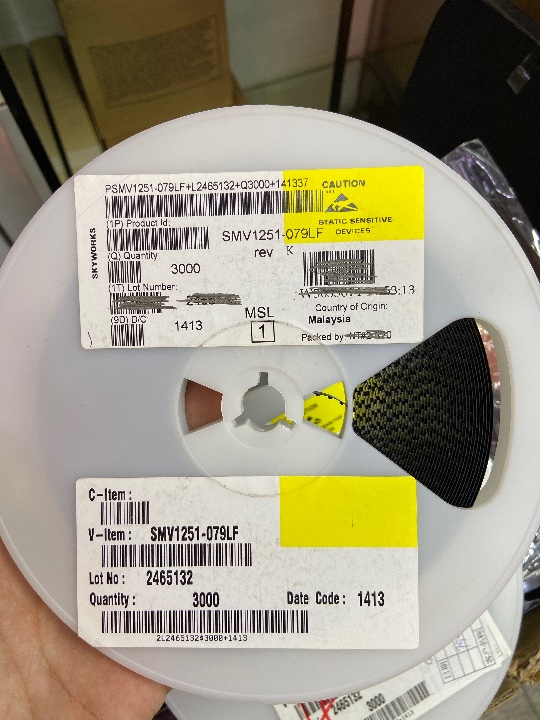 PSMV1251-079LF+L2465132+Q3000+141337
CAUTION
STATIC SENSITIVE
DEVICES
SKYWORKS
(1P) Product Id:
SMV1251-079LF
rev K
(Q) Quantity
3000
(1T) Lot Number:
(9D) D/C
1413
MSL
1
Country of Origin:
Malaysia
Packed by:
C-Item :
V-Item : SMV1251-079LF
Lot No : 2465132
Quantity : 3000 Date Code : 1413
2L2465132#3000+1413
2465132
3000